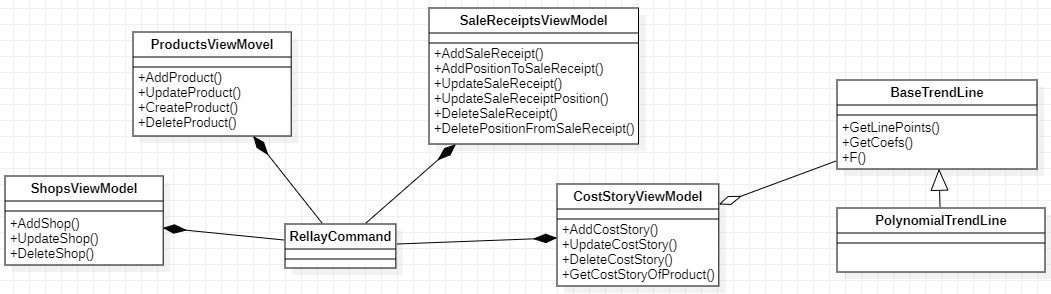 ProductsViewMovel
+AddProduct()
+UpdateProduct()
+CreateProduct()
+DeleteProduct()
SaleReceiptsViewModel
+AddSaleReceipt()
+AddPositionToSaleReceipt()
+UpdateSaleReceipt()
+UpdateSaleReceiptPosition()
+DeleteSaleReceipt()
+DeletePositionFromSaleReceipt()
BaseTrendLine
+GetLinePoints()
+GetCoefs()
+F()
ShopsViewModel
+AddShop()
+UpdateShop()
+DeleteShop()
RellayCommand
CostStoryViewModel
+AddCostStory()
+UpdateCostStory()
+DeleteCostStory()
+GetCostStoryOfProduct()
PolynomialTrendLine